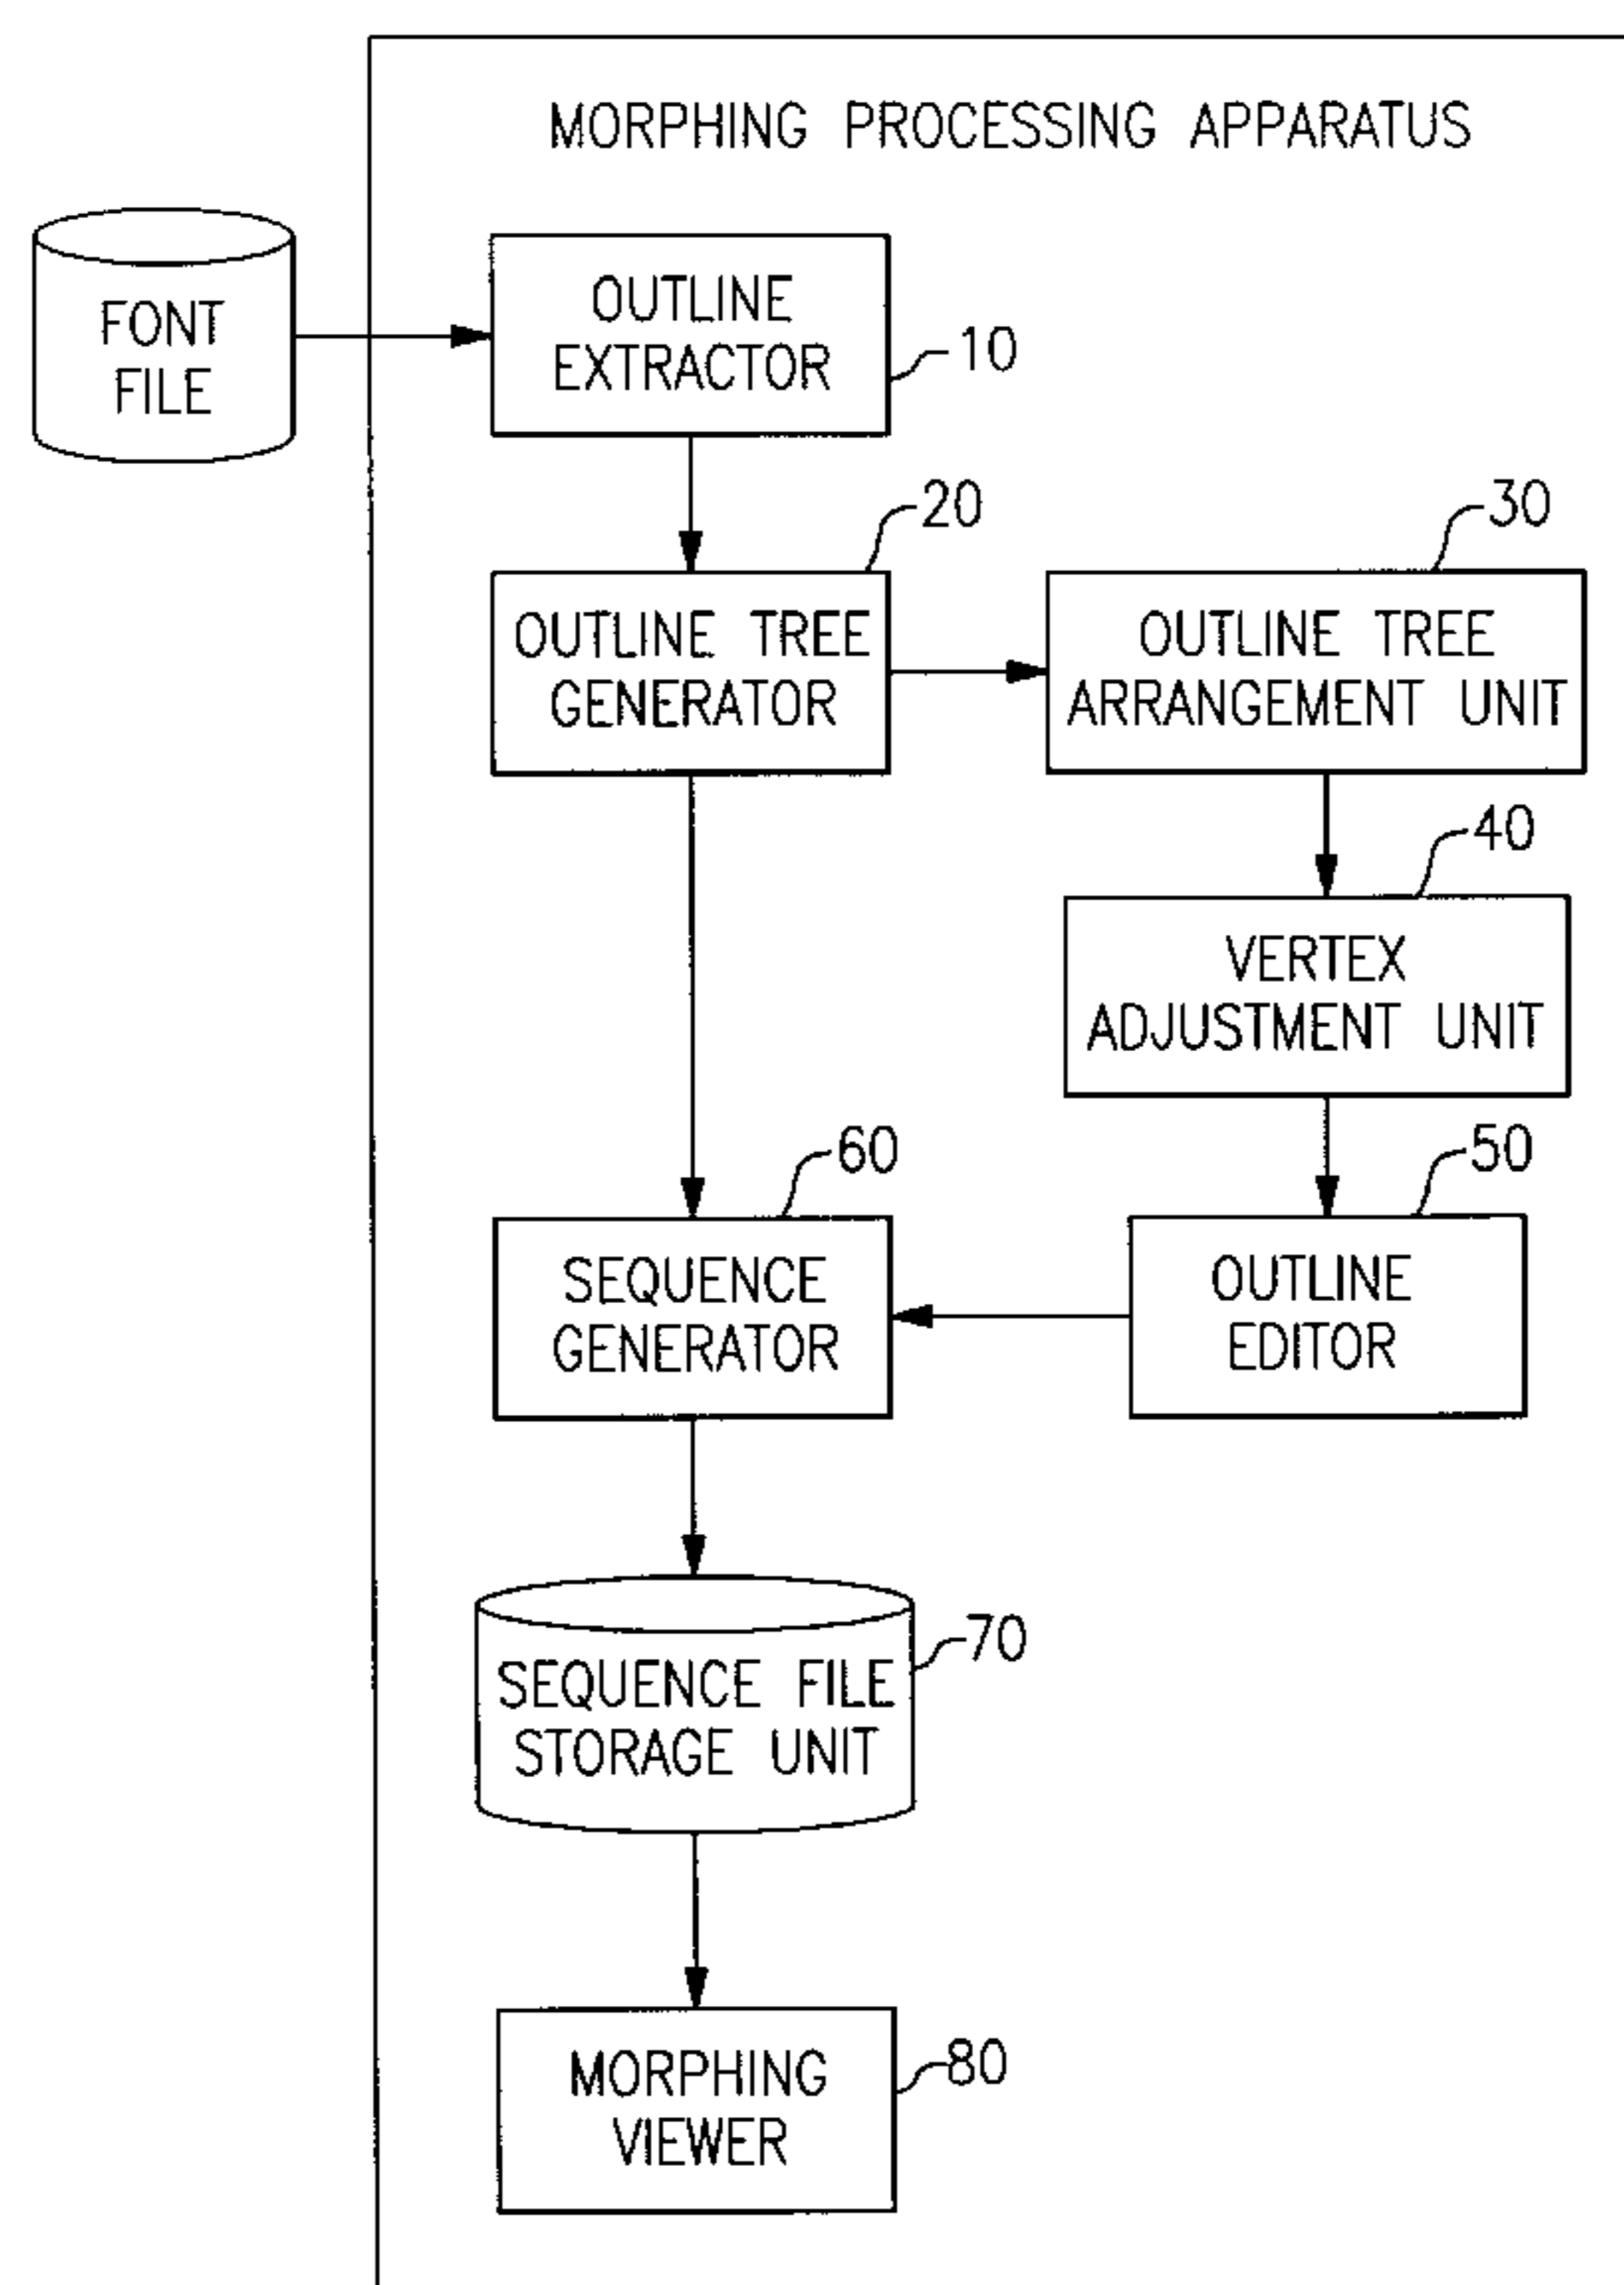 MORPHING PROCESSING APPARATUS
FONT
FILE
OUTLINE
EXTRACTOR
10
20
OUTLINE TREE
GENERATOR
30
OUTLINE TREE
ARRANGEMENT UNIT
40
VERTEX
ADJUSTMENT UNIT
50
OUTLINE
EDITOR
60
SEQUENCE
GENERATOR
70
SEQUENCE FILE
STORAGE UNIT
80
MORPHING
VIEWER